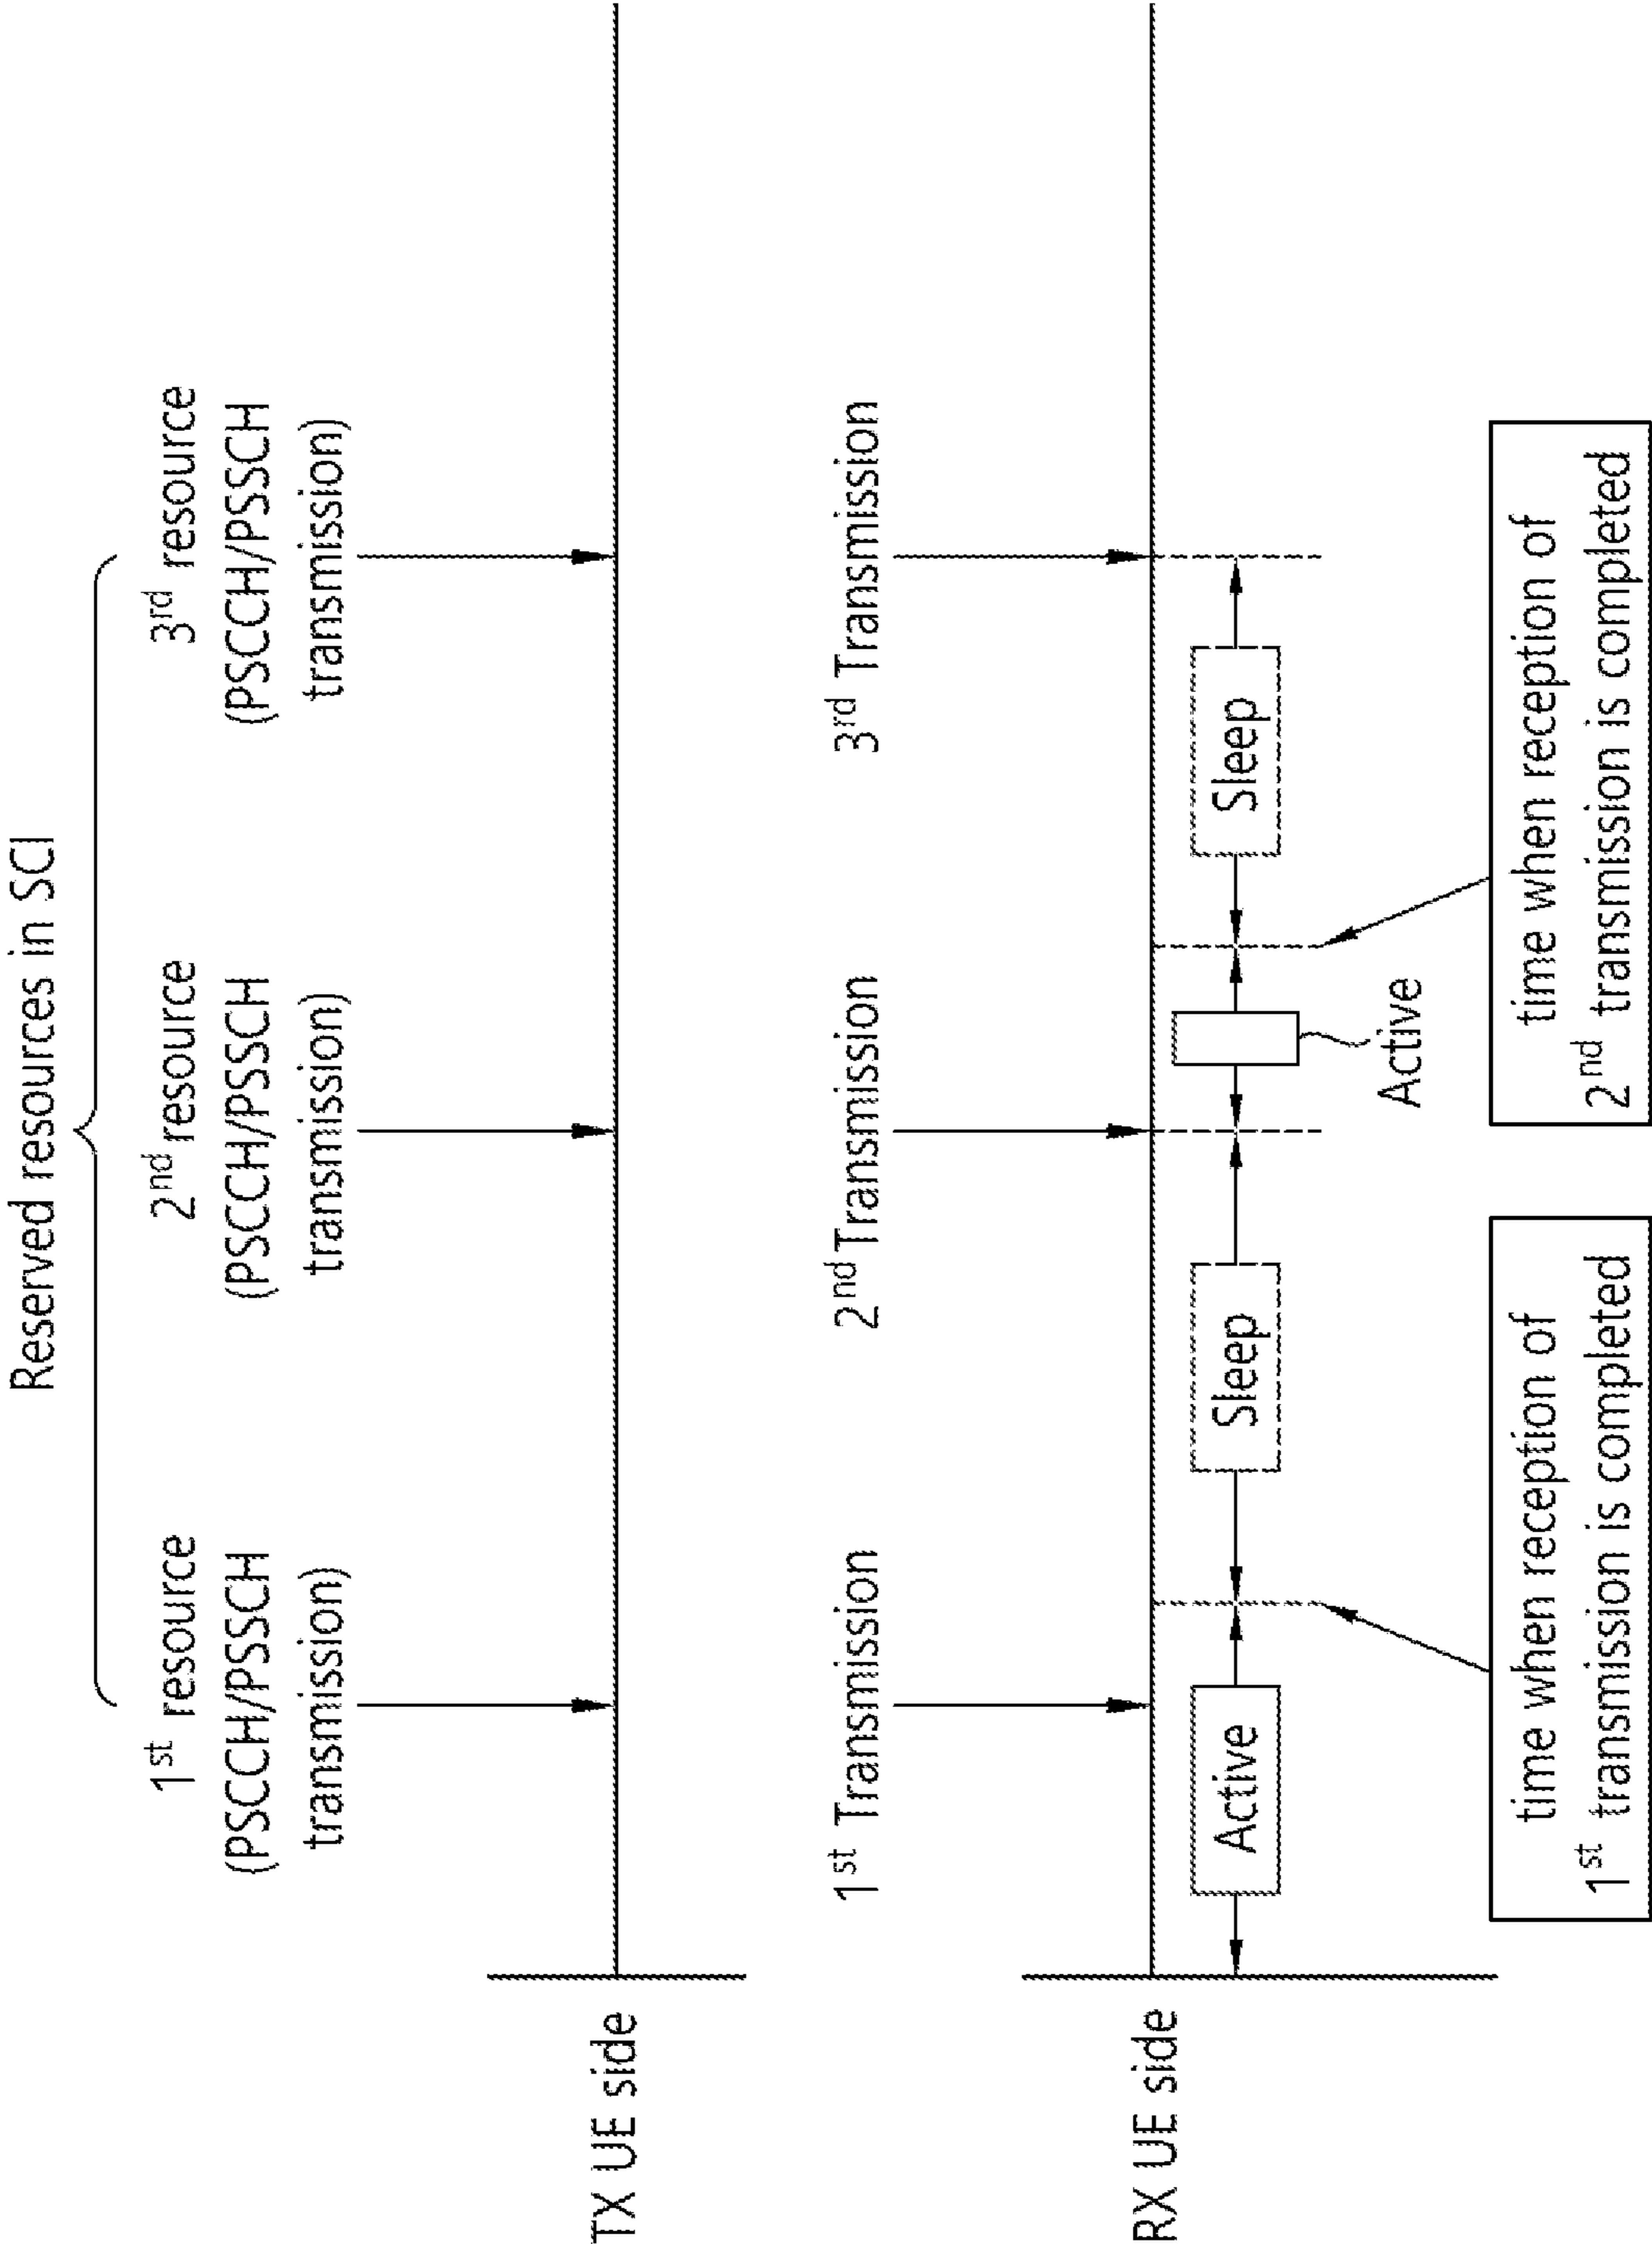 Reserved resources in SCI
1st resource
(PSCCH/PSSCH
transmission)
2nd resource
(PSCCH/PSSCH
transmission)
3rd resource
(PSCCH/PSSCH
transmission)
TX UE side
1st Transmission
2nd Transmission
3rd Transmission
RX UE side
Active
Sleep
Active
Sleep
time when reception of
1st transmission is completed
time when reception of
2nd transmission is completed